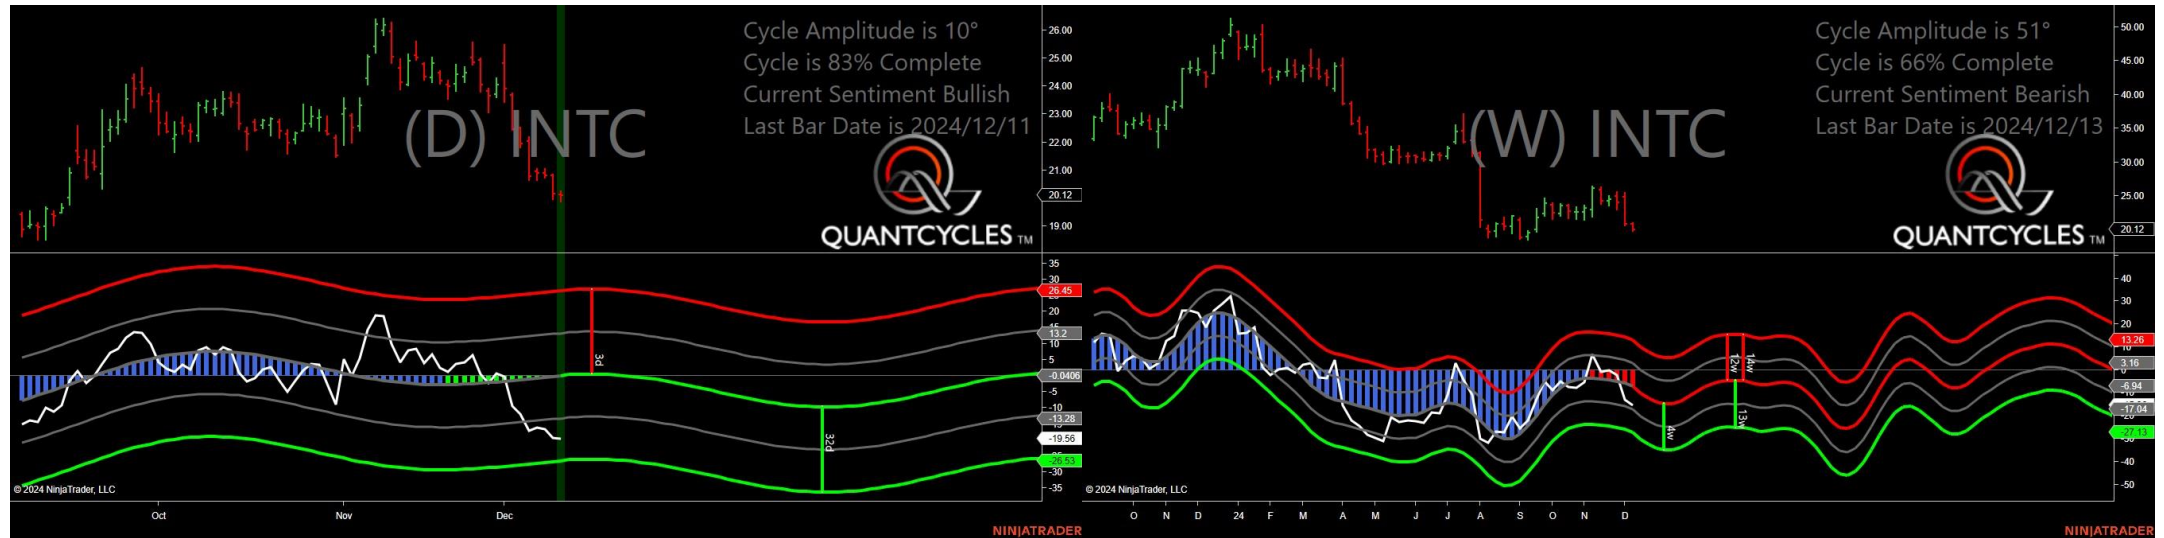 Cycle Amplitude is 10°
Cycle is 83% Complete
Current Sentiment Bullish
Last Bar Date is 2024/12/11
(D) INTC
QUANTCYCLES TM
26.00
25.00
24.00
23.00
22.00
21.00
20.12
19.00
35
30
26.45
20
13.2
10
5
-0.0406
-5
-10
-13.28
-19.56
-26.53
-30
-35
3d
32d
© 2024 NinjaTrader, LLC
Oct Nov Dec
NINJATRADER
Cycle Amplitude is 51°
Cycle is 66% Complete
Current Sentiment Bearish
Last Bar Date is 2024/12/13
(W) INTC
QUANTCYCLES TM
50.00
45.00
40.00
35.00
30.00
25.00
20.12
40
30
20
13.26
3.16
-6.94
-17.04
-27.13
-40
-50
12w
14w
4w
13w
© 2024 NinjaTrader, LLC
O N D 24 F M A M J J A S O N D
NINJATRADER